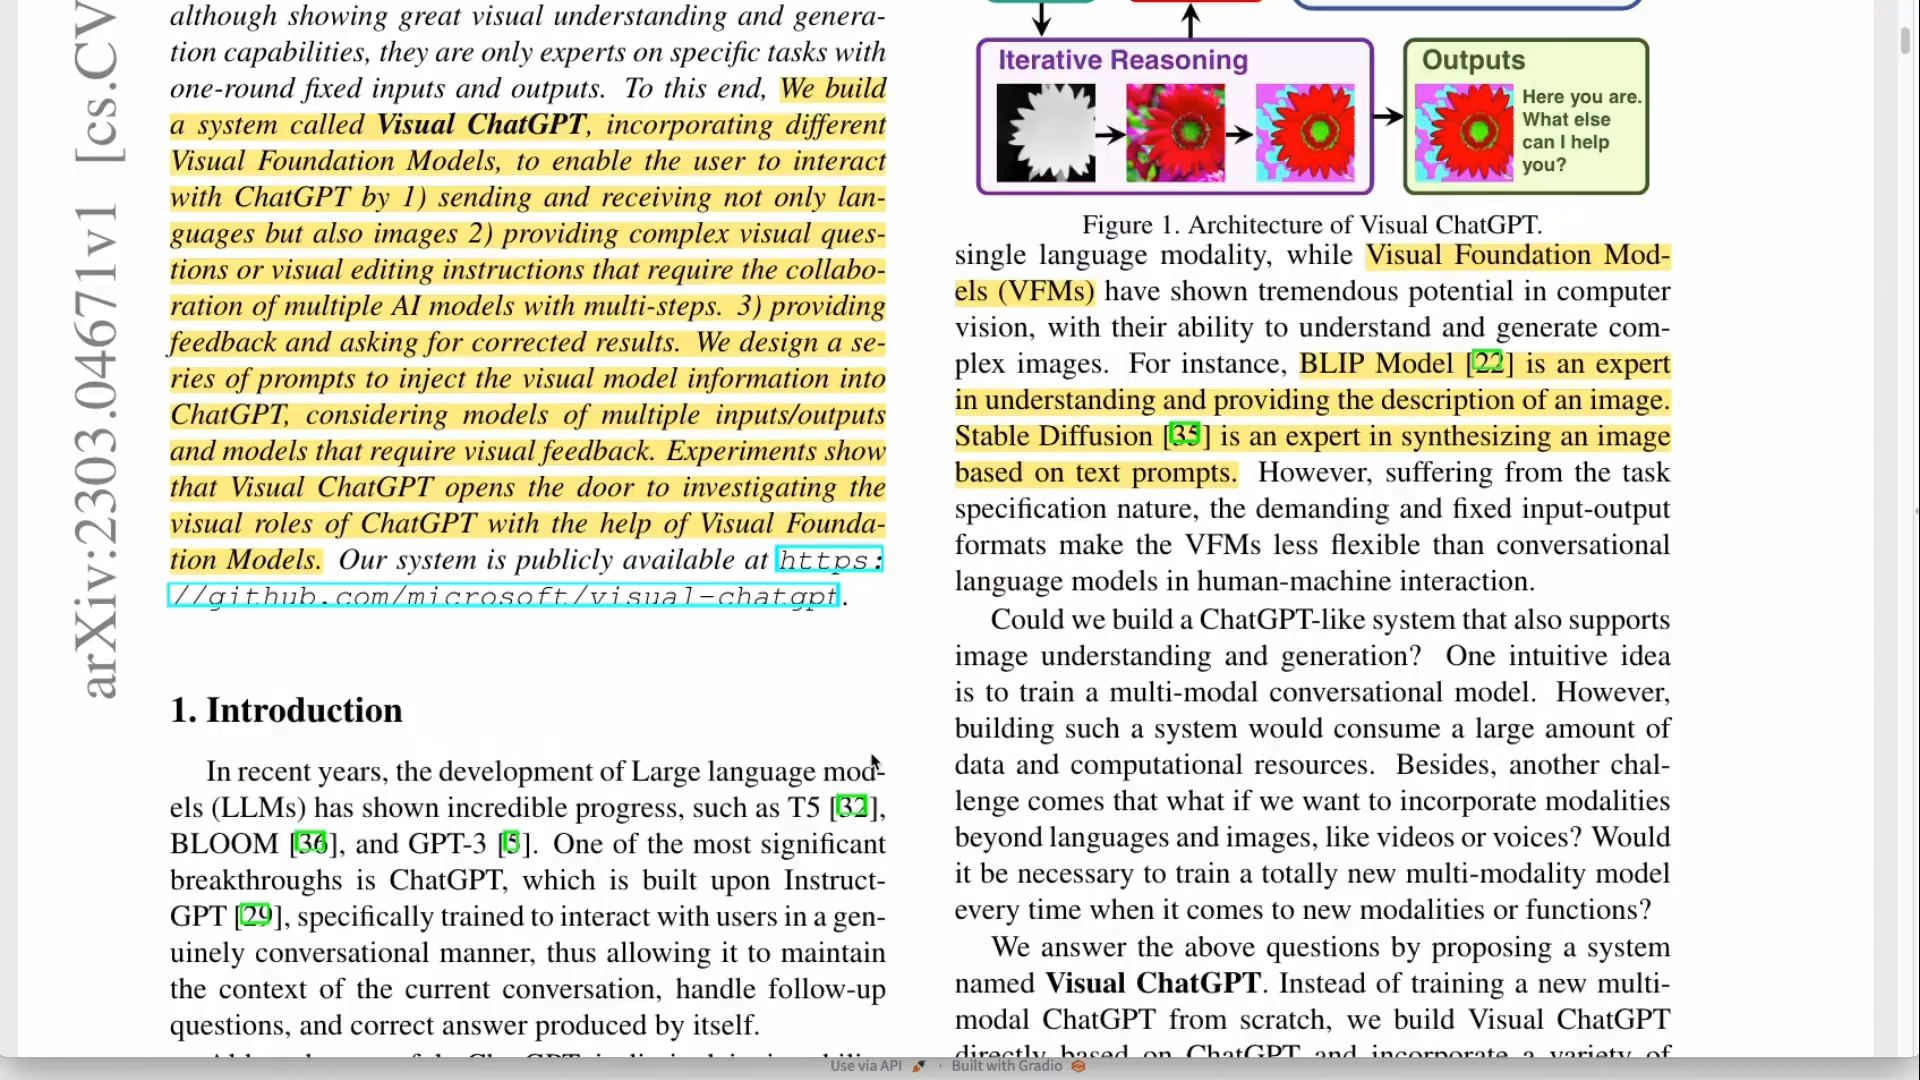 arXiv:2303.04671v1 [cs.CV
although showing great visual understanding and genera-
tion capabilities, they are only experts on specific tasks with
one-round fixed inputs and outputs. To this end, We build
a system called Visual ChatGPT, incorporating different
Visual Foundation Models, to enable the user to interact
with ChatGPT by 1) sending and receiving not only lan-
guages but also images 2) providing complex visual ques-
tions or visual editing instructions that require the collabo-
ration of multiple AI models with multi-steps. 3) providing
feedback and asking for corrected results. We design a se-
ries of prompts to inject the visual model information into
ChatGPT, considering models of multiple inputs/outputs
and models that require visual feedback. Experiments show
that Visual ChatGPT opens the door to investigating the
visual roles of ChatGPT with the help of Visual Founda-
tion Models. Our system is publicly available at https:
//github.com/microsoft/visual-chatgpt.
1. Introduction
In recent years, the development of Large language mod-
els (LLMs) has shown incredible progress, such as T5 [32],
BLOOM [36], and GPT-3 [5]. One of the most significant
breakthroughs is ChatGPT, which is built upon Instruct-
GPT [29], specifically trained to interact with users in a gen-
uinely conversational manner, thus allowing it to maintain
the context of the current conversation, handle follow-up
questions, and correct answer produced by itself.
Iterative Reasoning
Outputs
Here you are.
What else
can I help
you?
Figure 1. Architecture of Visual ChatGPT.
single language modality, while Visual Foundation Mod-
els (VFMs) have shown tremendous potential in computer
vision, with their ability to understand and generate com-
plex images. For instance, BLIP Model [22] is an expert
in understanding and providing the description of an image.
Stable Diffusion [35] is an expert in synthesizing an image
based on text prompts. However, suffering from the task
specification nature, the demanding and fixed input-output
formats make the VFMs less flexible than conversational
language models in human-machine interaction.
Could we build a ChatGPT-like system that also supports
image understanding and generation? One intuitive idea
is to train a multi-modal conversational model. However,
building such a system would consume a large amount of
data and computational resources. Besides, another chal-
lenge comes that what if we want to incorporate modalities
beyond languages and images, like videos or voices? Would
it be necessary to train a totally new multi-modality model
every time when it comes to new modalities or functions?
We answer the above questions by proposing a system
named Visual ChatGPT. Instead of training a new multi-
modal ChatGPT from scratch, we build Visual ChatGPT
directly based on ChatGPT and incorporate a variety of
Use via API · Built with Gradio